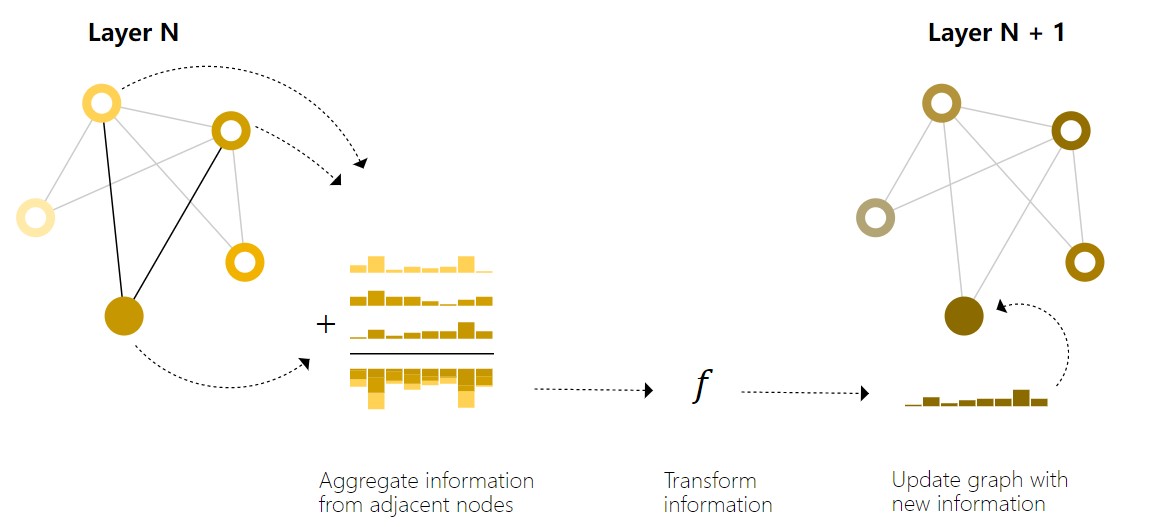 Layer N
Layer N + 1
+
f
Aggregate information
from adjacent nodes
Transform
information
Update graph with
new information